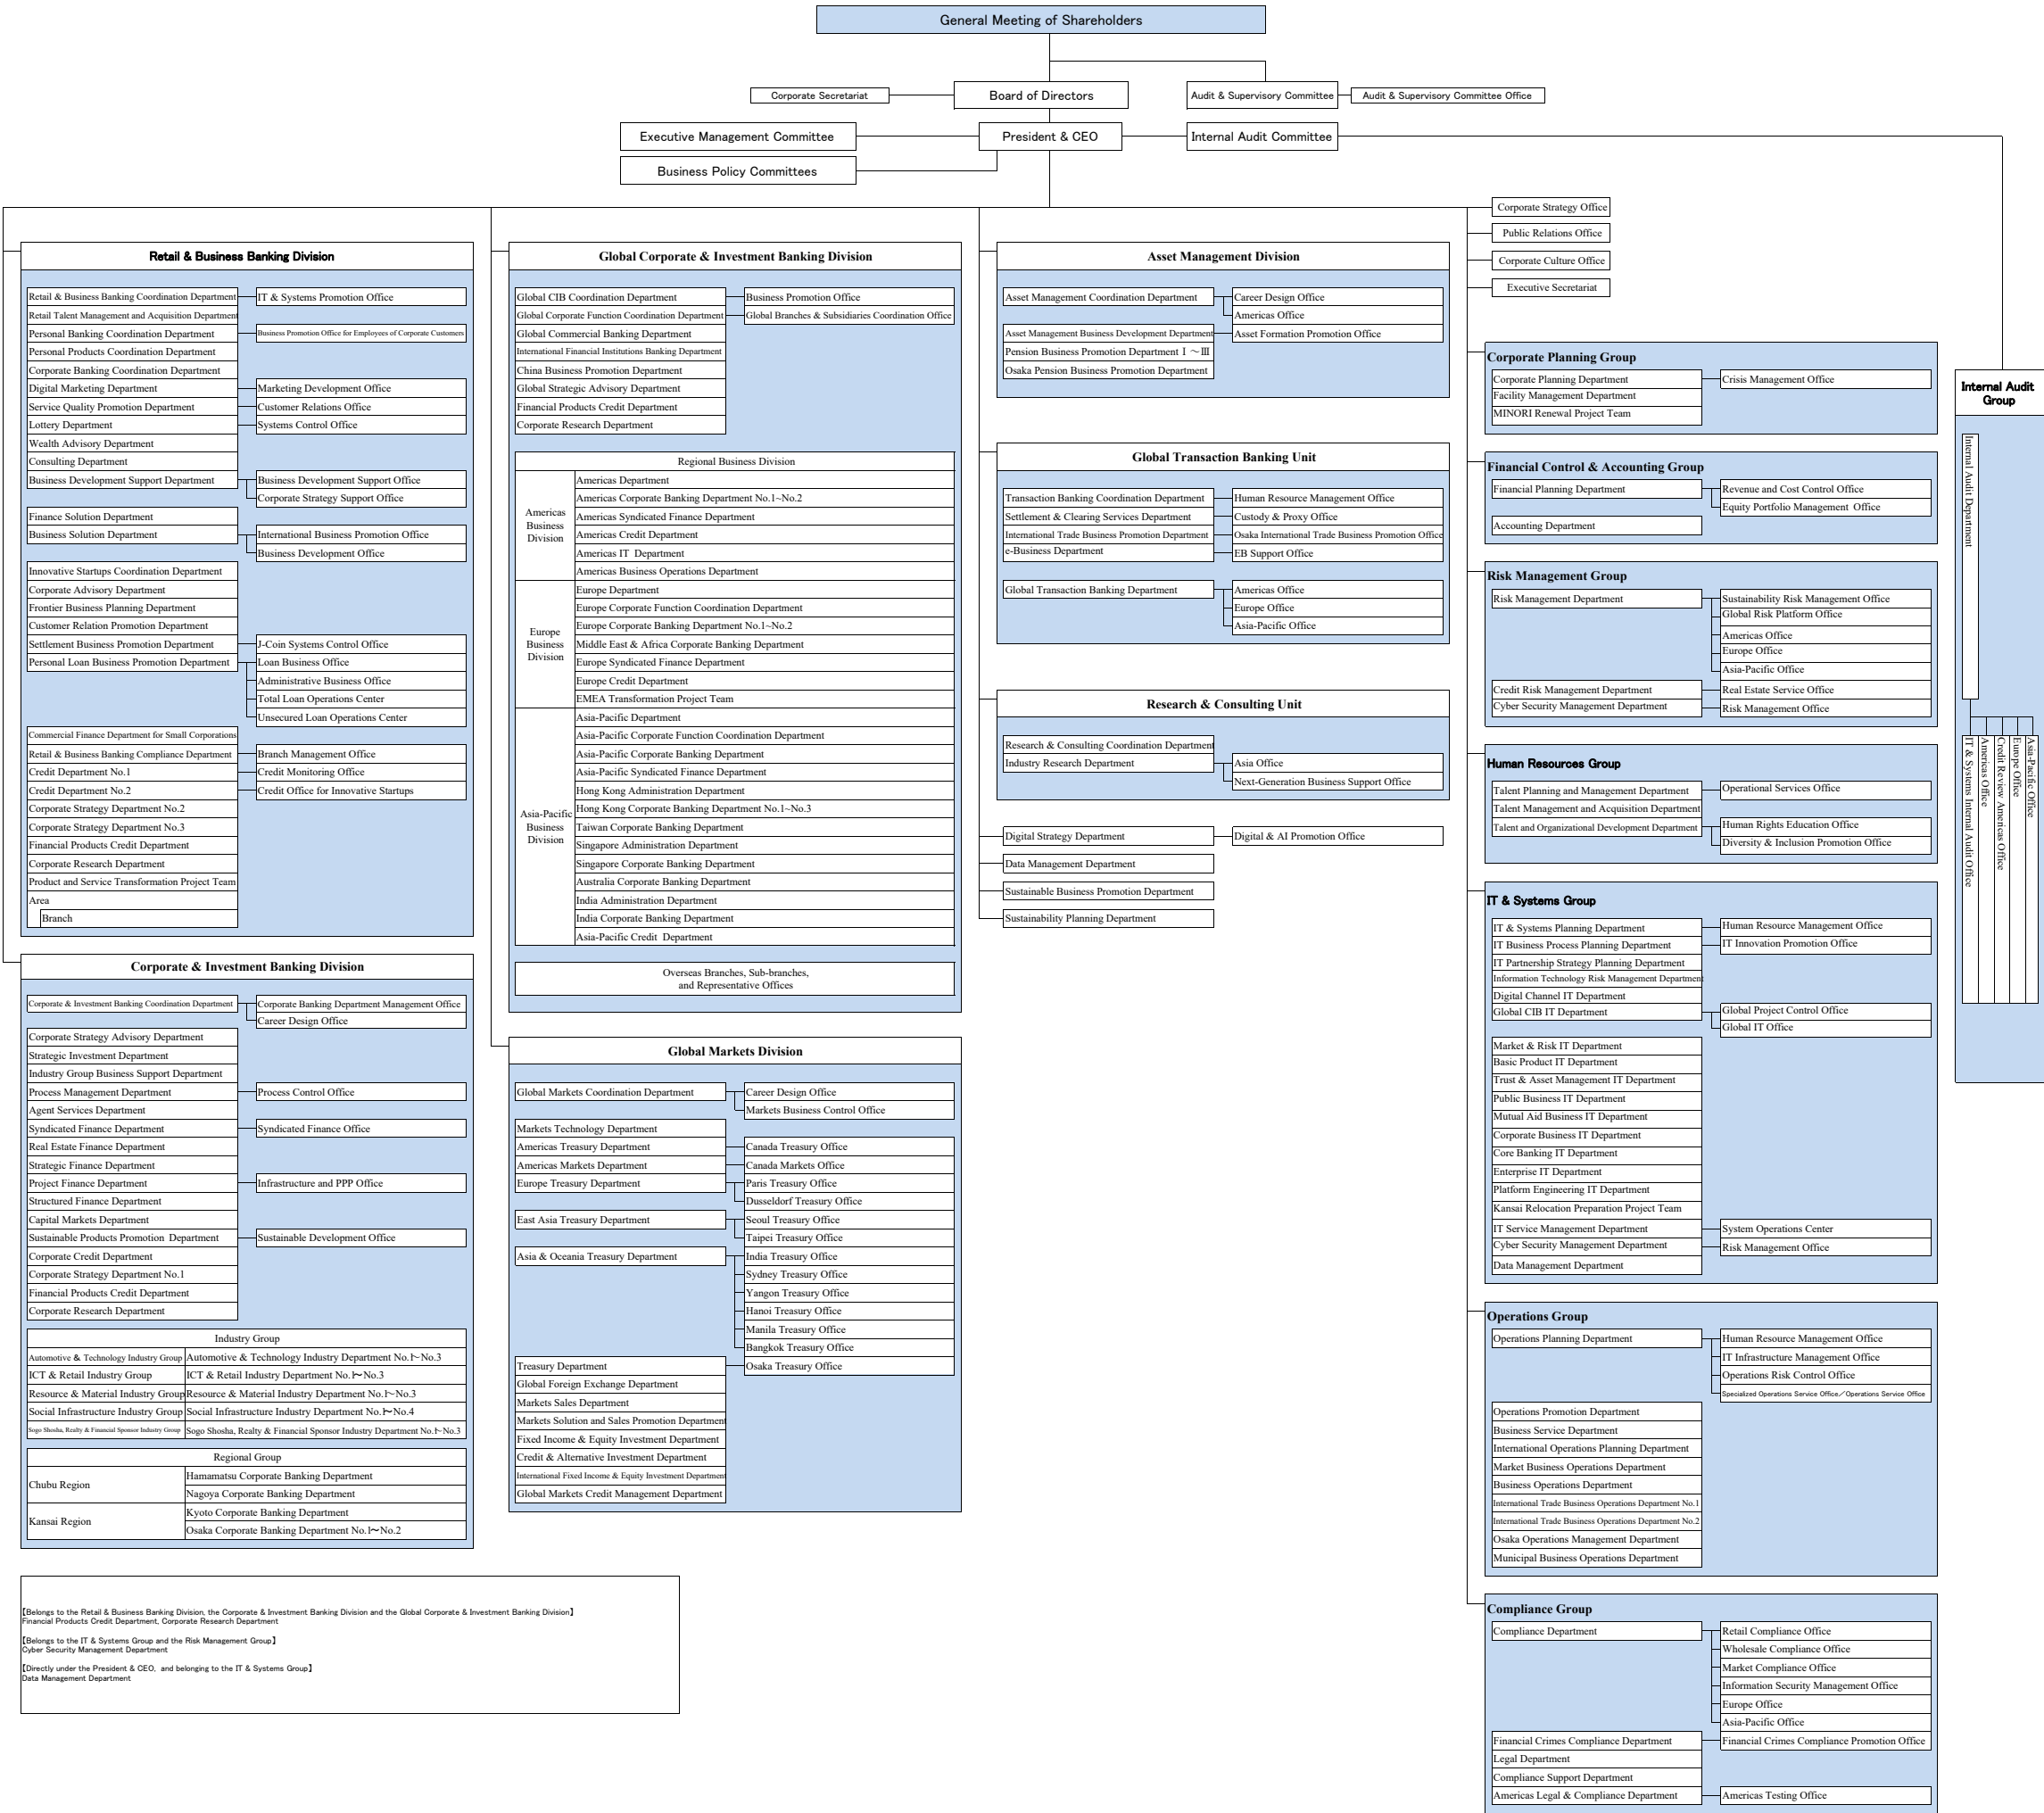 General Meeting of Shareholders
Corporate Secretariat
Board of Directors
Audit & Supervisory Committee
Audit & Supervisory Committee Office
Executive Management Committee
President & CEO
Internal Audit Committee
Business Policy Committees
Retail & Business Banking Division
Retail & Business Banking Coordination Department
IT & Systems Promotion Office
Retail Talent Management and Acquisition Department
Personal Banking Coordination Department
Business Promotion Office for Employees of Corporate Customers
Personal Products Coordination Department
Corporate Banking Coordination Department
Digital Marketing Department
Marketing Development Office
Service Quality Promotion Department
Customer Relations Office
Lottery Department
Systems Control Office
Wealth Advisory Department
Consulting Department
Business Development Support Department
Business Development Support Office
Corporate Strategy Support Office
Finance Solution Department
Business Solution Department
International Business Promotion Office
Business Development Office
Innovative Startups Coordination Department
Corporate Advisory Department
Frontier Business Planning Department
Customer Relation Promotion Department
Settlement Business Promotion Department
J-Coin Systems Control Office
Personal Loan Business Promotion Department
Loan Business Office
Administrative Business Office
Total Loan Operations Center
Unsecured Loan Operations Center
Commercial Finance Department for Small Corporations
Retail & Business Banking Compliance Department
Branch Management Office
Credit Department No.1
Credit Monitoring Office
Credit Department No.2
Credit Office for Innovative Startups
Corporate Strategy Department No.2
Corporate Strategy Department No.3
Financial Products Credit Department
Corporate Research Department
Product and Service Transformation Project Team
Area
Branch
Corporate & Investment Banking Division
Corporate & Investment Banking Coordination Department
Corporate Banking Department Management Office
Career Design Office
Corporate Strategy Advisory Department
Strategic Investment Department
Industry Group Business Support Department
Process Management Department
Process Control Office
Agent Services Department
Syndicated Finance Department
Syndicated Finance Office
Real Estate Finance Department
Strategic Finance Department
Project Finance Department
Infrastructure and PPP Office
Structured Finance Department
Capital Markets Department
Sustainable Products Promotion Department
Sustainable Development Office
Corporate Credit Department
Corporate Strategy Department No.1
Financial Products Credit Department
Corporate Research Department
Industry Group
Automotive & Technology Industry Group
Automotive & Technology Industry Department No.1～No.3
ICT & Retail Industry Group
ICT & Retail Industry Department No.1～No.3
Resource & Material Industry Group
Resource & Material Industry Department No.1～No.3
Social Infrastructure Industry Group
Social Infrastructure Industry Department No.1～No.4
Sogo Shosha, Realty & Financial Sponsor Industry Group
Sogo Shosha, Realty & Financial Sponsor Industry Department No.1～No.3
Regional Group
Chubu Region
Hamamatsu Corporate Banking Department
Nagoya Corporate Banking Department
Kansai Region
Kyoto Corporate Banking Department
Osaka Corporate Banking Department No.1～No.2
【Belongs to the Retail & Business Banking Division, the Corporate & Investment Banking Division and the Global Corporate & Investment Banking Division】
Financial Products Credit Department, Corporate Research Department
【Belongs to the IT & Systems Group and the Risk Management Group】
Cyber Security Management Department
【Directly under the President & CEO, and belonging to the IT & Systems Group】
Data Management Department
Global Corporate & Investment Banking Division
Global CIB Coordination Department
Business Promotion Office
Global Corporate Function Coordination Department
Global Branches & Subsidiaries Coordination Office
Global Commercial Banking Department
International Financial Institutions Banking Department
China Business Promotion Department
Global Strategic Advisory Department
Financial Products Credit Department
Corporate Research Department
Regional Business Division
Americas
Business
Division
Americas Department
Americas Corporate Banking Department No.1~No.2
Americas Syndicated Finance Department
Americas Credit Department
Americas IT Department
Americas Business Operations Department
Europe
Business
Division
Europe Department
Europe Corporate Function Coordination Department
Europe Corporate Banking Department No.1~No.2
Middle East & Africa Corporate Banking Department
Europe Syndicated Finance Department
Europe Credit Department
EMEA Transformation Project Team
Asia-Pacific
Business
Division
Asia-Pacific Department
Asia-Pacific Corporate Function Coordination Department
Asia-Pacific Corporate Banking Department
Asia-Pacific Syndicated Finance Department
Hong Kong Administration Department
Hong Kong Corporate Banking Department No.1~No.3
Taiwan Corporate Banking Department
Singapore Administration Department
Singapore Corporate Banking Department
Australia Corporate Banking Department
India Administration Department
India Corporate Banking Department
Asia-Pacific Credit Department
Overseas Branches, Sub-branches,
and Representative Offices
Global Markets Division
Global Markets Coordination Department
Career Design Office
Markets Business Control Office
Markets Technology Department
Americas Treasury Department
Canada Treasury Office
Americas Markets Department
Canada Markets Office
Europe Treasury Department
Paris Treasury Office
Dusseldorf Treasury Office
East Asia Treasury Department
Seoul Treasury Office
Taipei Treasury Office
Asia & Oceania Treasury Department
India Treasury Office
Sydney Treasury Office
Yangon Treasury Office
Hanoi Treasury Office
Manila Treasury Office
Bangkok Treasury Office
Treasury Department
Osaka Treasury Office
Global Foreign Exchange Department
Markets Sales Department
Markets Solution and Sales Promotion Department
Fixed Income & Equity Investment Department
Credit & Alternative Investment Department
International Fixed Income & Equity Investment Department
Global Markets Credit Management Department
Asset Management Division
Asset Management Coordination Department
Career Design Office
Americas Office
Asset Management Business Development Department
Asset Formation Promotion Office
Pension Business Promotion Department Ⅰ ～Ⅲ
Osaka Pension Business Promotion Department
Global Transaction Banking Unit
Transaction Banking Coordination Department
Human Resource Management Office
Settlement & Clearing Services Department
Custody & Proxy Office
International Trade Business Promotion Department
Osaka International Trade Business Promotion Office
e-Business Department
EB Support Office
Global Transaction Banking Department
Americas Office
Europe Office
Asia-Pacific Office
Research & Consulting Unit
Research & Consulting Coordination Department
Industry Research Department
Asia Office
Next-Generation Business Support Office
Digital Strategy Department
Digital & AI Promotion Office
Data Management Department
Sustainable Business Promotion Department
Sustainability Planning Department
Corporate Strategy Office
Public Relations Office
Corporate Culture Office
Executive Secretariat
Corporate Planning Group
Corporate Planning Department
Crisis Management Office
Facility Management Department
MINORI Renewal Project Team
Financial Control & Accounting Group
Financial Planning Department
Revenue and Cost Control Office
Equity Portfolio Management Office
Accounting Department
Risk Management Group
Risk Management Department
Sustainability Risk Management Office
Global Risk Platform Office
Americas Office
Europe Office
Asia-Pacific Office
Credit Risk Management Department
Real Estate Service Office
Cyber Security Management Department
Risk Management Office
Human Resources Group
Talent Planning and Management Department
Operational Services Office
Talent Management and Acquisition Department
Talent and Organizational Development Department
Human Rights Education Office
Diversity & Inclusion Promotion Office
IT & Systems Group
IT & Systems Planning Department
Human Resource Management Office
IT Business Process Planning Department
IT Innovation Promotion Office
IT Partnership Strategy Planning Department
Information Technology Risk Management Department
Digital Channel IT Department
Global CIB IT Department
Global Project Control Office
Global IT Office
Market & Risk IT Department
Basic Product IT Department
Trust & Asset Management IT Department
Public Business IT Department
Mutual Aid Business IT Department
Corporate Business IT Department
Core Banking IT Department
Enterprise IT Department
Platform Engineering IT Department
Kansai Relocation Preparation Project Team
IT Service Management Department
System Operations Center
Cyber Security Management Department
Risk Management Office
Data Management Department
Operations Group
Operations Planning Department
Human Resource Management Office
IT Infrastructure Management Office
Operations Risk Control Office
Specialized Operations Service Office／Operations Service Office
Operations Promotion Department
Business Service Department
International Operations Planning Department
Market Business Operations Department
Business Operations Department
International Trade Business Operations Department No.1
International Trade Business Operations Department No.2
Osaka Operations Management Department
Municipal Business Operations Department
Compliance Group
Compliance Department
Retail Compliance Office
Wholesale Compliance Office
Market Compliance Office
Information Security Management Office
Europe Office
Asia-Pacific Office
Financial Crimes Compliance Department
Financial Crimes Compliance Promotion Office
Legal Department
Compliance Support Department
Americas Legal & Compliance Department
Americas Testing Office
Internal Audit
Group
Internal Audit Department
IT & Systems Internal Audit Office
Americas Office
Credit Review Americas Office
Europe Office
Asia-Pacific Office